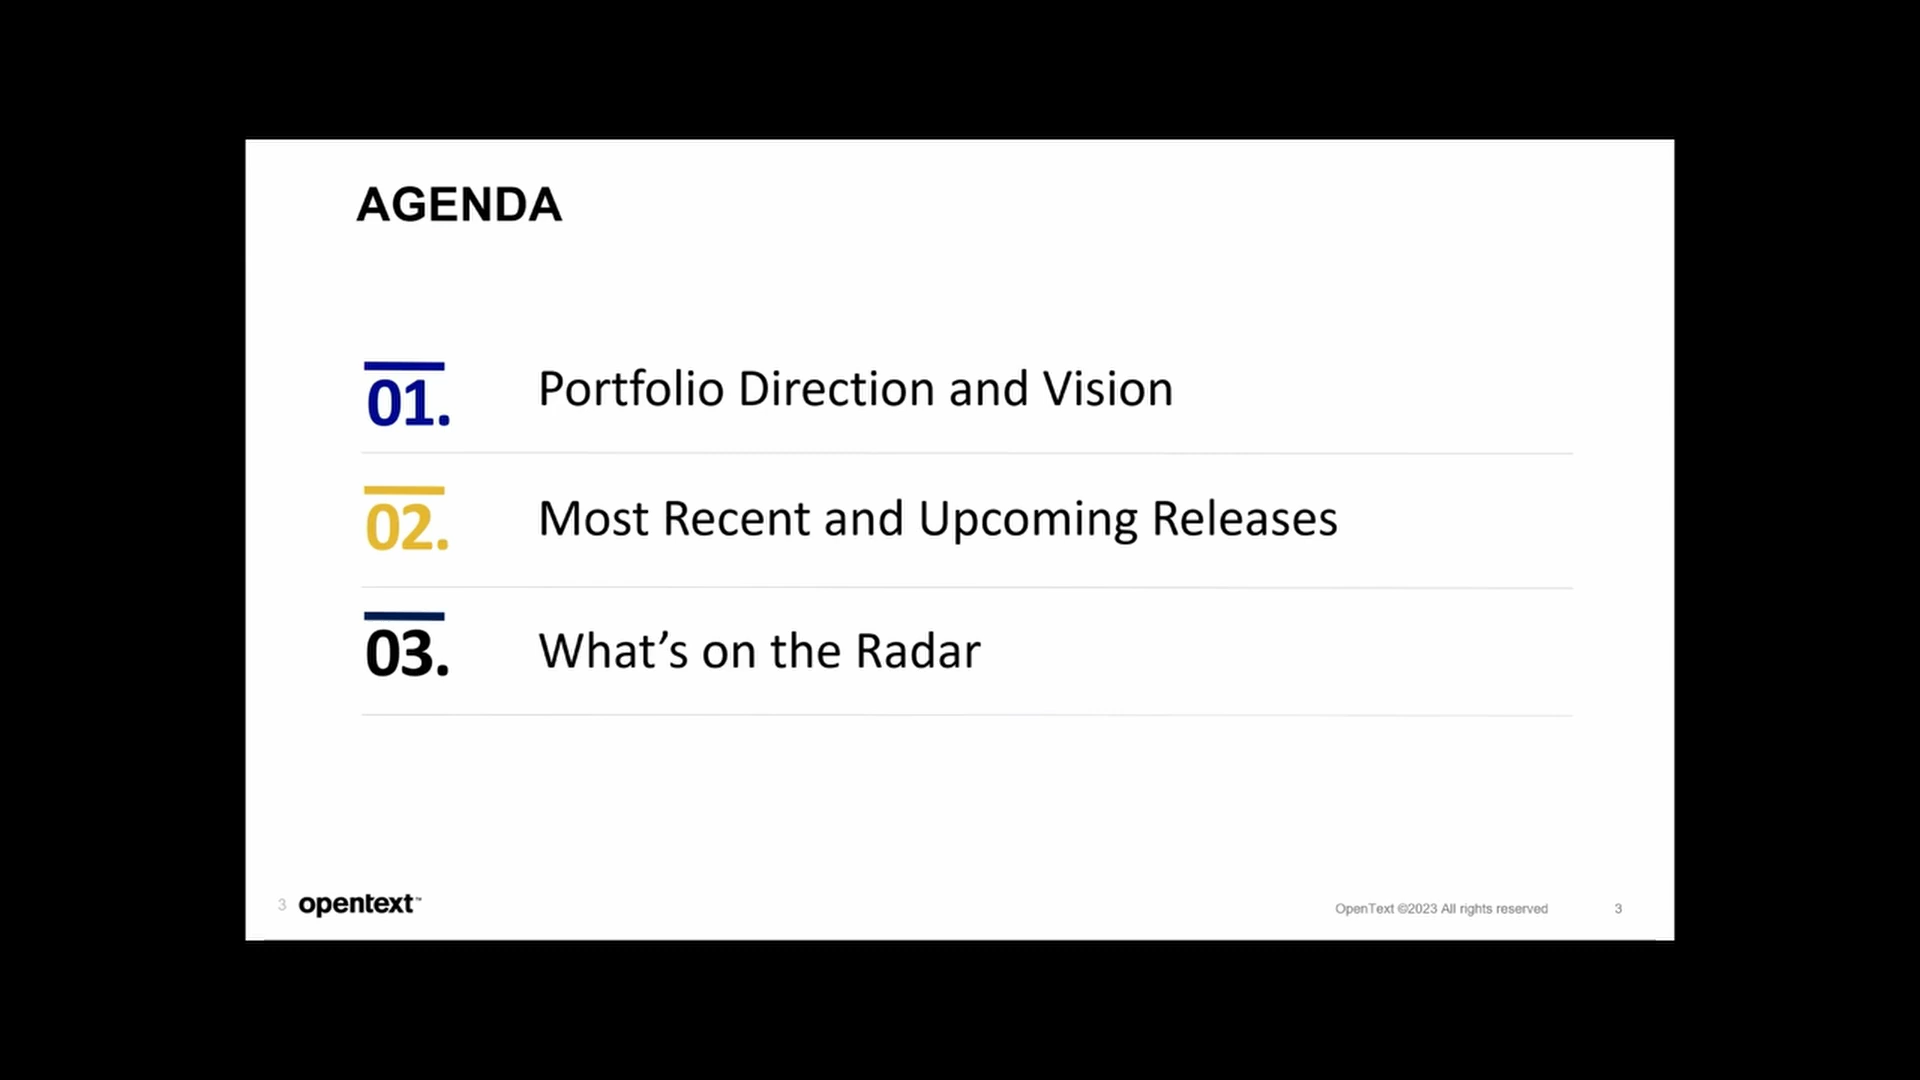 AGENDA
01. Portfolio Direction and Vision
02. Most Recent and Upcoming Releases
03. What’s on the Radar
3 opentext™ OpenText ©2023 All rights reserved 3